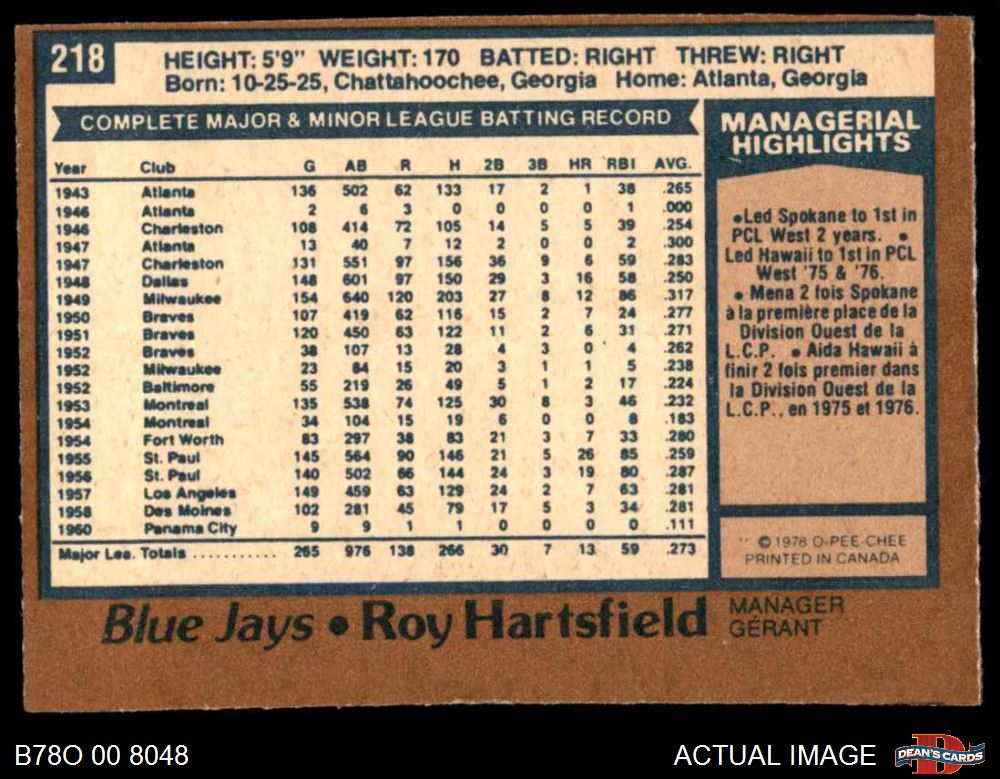 218
HEIGHT: 5'9" WEIGHT: 170 BATTED: RIGHT THREW: RIGHT
Born: 10-25-25, Chattahoochee, Georgia Home: Atlanta, Georgia
COMPLETE MAJOR & MINOR LEAGUE BATTING RECORD
Year Club G AB R H 2B 3B HR RBI AVG.
1943 Atlanta 136 502 62 133 17 2 1 38 .265
1946 Atlanta 2 6 3 0 0 0 0 1 .000
1946 Charleston 108 414 72 105 14 5 5 39 .254
1947 Atlanta 13 40 7 12 2 0 0 2 .300
1947 Charleston 131 551 97 156 36 9 6 59 .283
1948 Dallas 148 601 97 150 29 3 16 58 .250
1949 Milwaukee 154 640 120 203 27 8 12 86 .317
1950 Braves 107 419 62 116 15 2 7 24 .277
1951 Braves 120 450 63 122 11 2 6 31 .271
1952 Braves 38 107 13 28 4 3 0 4 .262
1952 Milwaukee 23 84 15 20 3 1 1 5 .238
1952 Baltimore 55 219 26 49 5 1 2 17 .224
1953 Montreal 135 538 74 125 30 8 3 46 .232
1954 Montreal 34 104 15 19 6 0 0 8 .183
1954 Fort Worth 83 297 38 83 21 3 7 33 .280
1955 St. Paul 145 564 90 146 21 5 26 85 .259
1956 St. Paul 140 502 66 144 24 3 19 80 .287
1957 Los Angeles 149 459 63 129 24 2 7 63 .281
1958 Des Moines 102 281 45 79 17 5 3 34 .281
1960 Panama City 9 9 1 1 0 0 0 0 .111
Major Lea. Totals ........... 265 976 138 266 30 7 13 59 .273
MANAGERIAL
HIGHLIGHTS
•Led Spokane to 1st in
PCL West 2 years. •
Led Hawaii to 1st in PCL
West '75 & '76.
• Mena 2 fois Spokane
à la première place de la
Division Ouest de la
L.C.P. • Aida Hawaii à
finir 2 fois premier dans
la Division Ouest de la
L.C.P., en 1975 et 1976.
© 1978 O-PEE-CHEE
PRINTED IN CANADA
Blue Jays • Roy Hartsfield MANAGER
GÉRANT
B78O 00 8048
ACTUAL IMAGE
DEAN'S CARDS